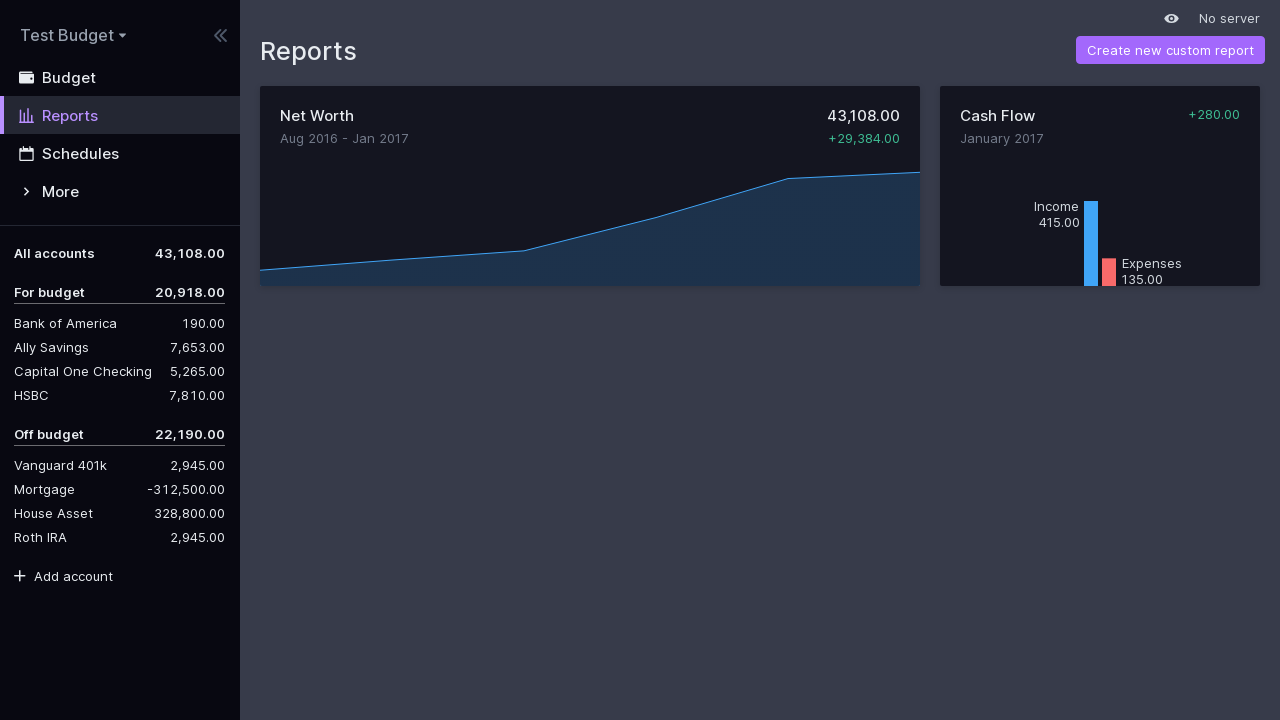 Test Budget
Budget
Reports
Schedules
More
All accounts 43,108.00
For budget 20,918.00
Bank of America 190.00
Ally Savings 7,653.00
Capital One Checking 5,265.00
HSBC 7,810.00
Off budget 22,190.00
Vanguard 401k 2,945.00
Mortgage -312,500.00
House Asset 328,800.00
Roth IRA 2,945.00
Add account
No server
Reports
Create new custom report
Net Worth 43,108.00
Aug 2016 - Jan 2017 +29,384.00
Cash Flow +280.00
January 2017
Income
415.00
Expenses
135.00